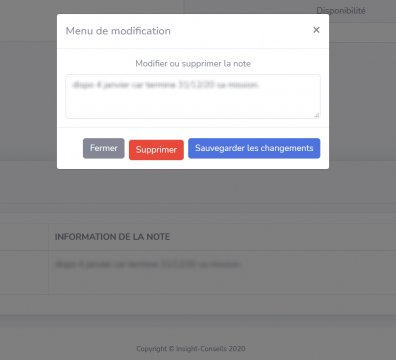 Disponibilité
Menu de modification ×
Modifier ou supprimer la note
dispo 4 janvier car termine 31/12/20 sa mission.
Fermer Supprimer Sauvegarder les changements
INFORMATION DE LA NOTE
dispo 4 janvier car termine 31/12/20 sa mission.
Copyright © Insight-Conseils 2020